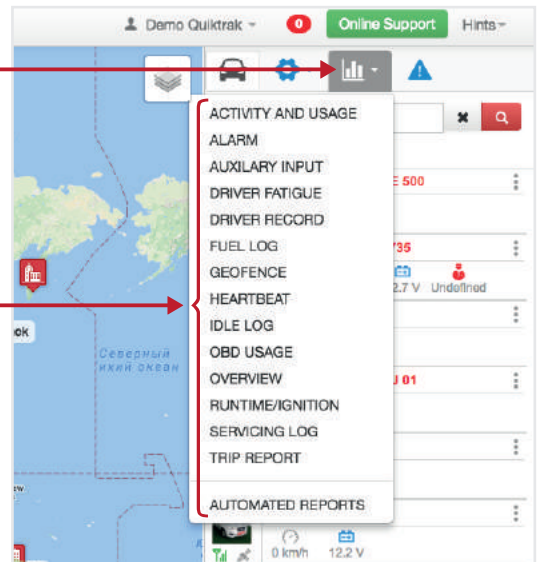 Demo Quiktrak
0
Online Support
Hints
ACTIVITY AND USAGE
ALARM
AUXILARY INPUT
DRIVER FATIGUE
DRIVER RECORD
FUEL LOG
GEOFENCE
HEARTBEAT
IDLE LOG
OBD USAGE
OVERVIEW
RUNTIME/IGNITION
SERVICING LOG
TRIP REPORT
AUTOMATED REPORTS
E 500
735
2.7 V Undefined
J 01
0 km/h 12.2 V
ok
Северный
ихий океан